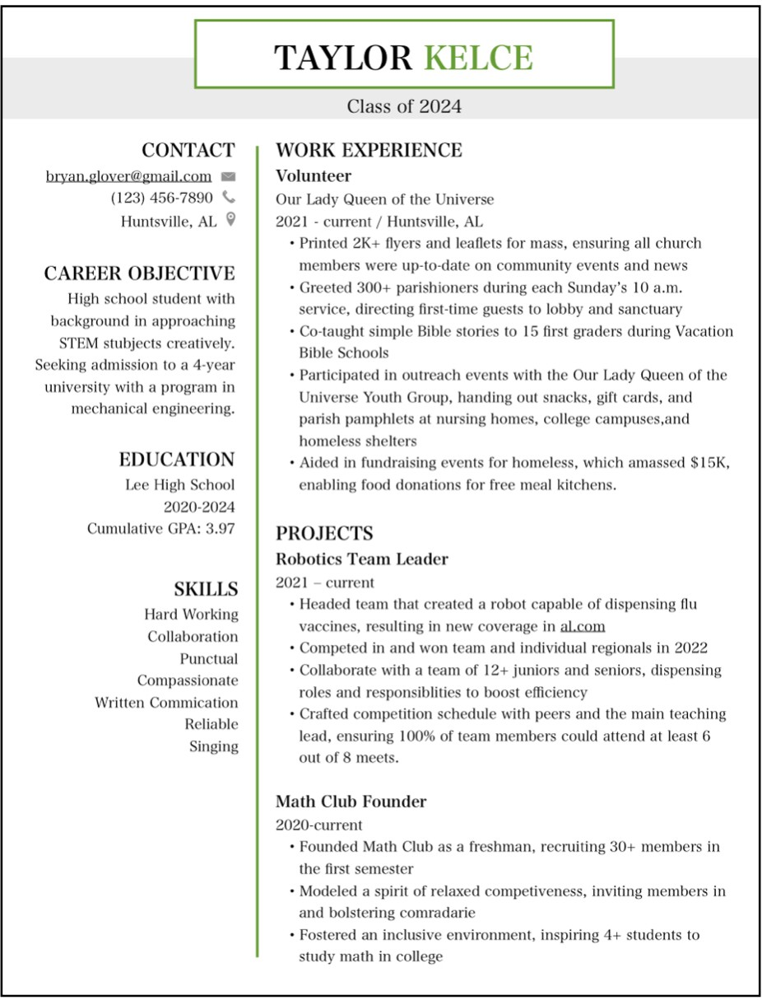 TAYLOR KELCE
Class of 2024
CONTACT
bryan.glover@gmail.com
(123) 456-7890
Huntsville, AL
CAREER OBJECTIVE
High school student with
background in approaching
STEM stubjects creatively.
Seeking admission to a 4-year
university with a program in
mechanical engineering.
EDUCATION
Lee High School
2020-2024
Cumulative GPA: 3.97
SKILLS
Hard Working
Collaboration
Punctual
Compassionate
Written Commication
Reliable
Singing
WORK EXPERIENCE
Volunteer
Our Lady Queen of the Universe
2021 - current / Huntsville, AL
• Printed 2K+ flyers and leaflets for mass, ensuring all church
members were up-to-date on community events and news
• Greeted 300+ parishioners during each Sunday's 10 a.m.
service, directing first-time guests to lobby and sanctuary
• Co-taught simple Bible stories to 15 first graders during Vacation
Bible Schools
• Participated in outreach events with the Our Lady Queen of the
Universe Youth Group, handing out snacks, gift cards, and
parish pamphlets at nursing homes, college campuses,and
homeless shelters
• Aided in fundraising events for homeless, which amassed $15K,
enabling food donations for free meal kitchens.
PROJECTS
Robotics Team Leader
2021 – current
• Headed team that created a robot capable of dispensing flu
vaccines, resulting in new coverage in al.com
• Competed in and won team and individual regionals in 2022
• Collaborate with a team of 12+ juniors and seniors, dispensing
roles and responsiblities to boost efficiency
• Crafted competition schedule with peers and the main teaching
lead, ensuring 100% of team members could attend at least 6
out of 8 meets.
Math Club Founder
2020-current
• Founded Math Club as a freshman, recruiting 30+ members in
the first semester
• Modeled a spirit of relaxed competiveness, inviting members in
and bolstering comradarie
• Fostered an inclusive environment, inspiring 4+ students to
study math in college